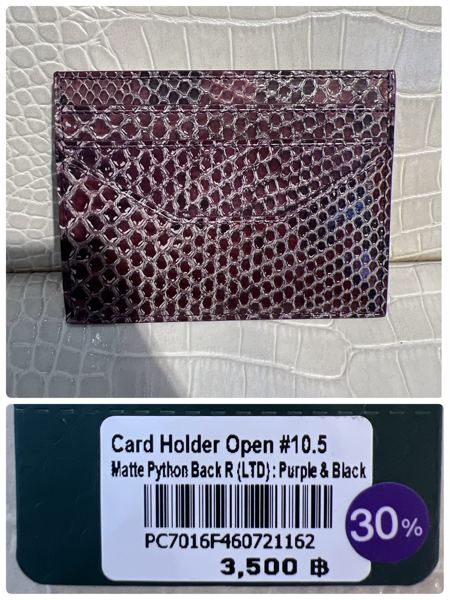 Card Holder Open #10.5
Matte Python Back R {LTD} : Purple & Black
PC7016F460721162
3,500 ฿
30%